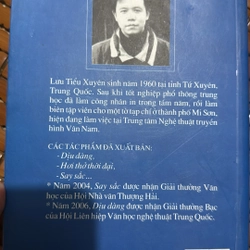 Lưu Tiểu Xuyên sinh năm 1960 tại tỉnh Tứ Xuyên,
Trung Quốc. Sau khi tốt nghiệp phổ thông trung
học đã làm công nhân in trong tám năm, rồi làm
biên tập viên cho một tờ tạp chí ở thành phố Mi Sơn,
hiện đang làm việc tại Trung tâm Nghệ thuật truyền
hình Vân Nam.
CÁC TÁC PHẨM ĐÃ XUẤT BẢN:
- Dịu dàng,
- Hơi thở thời đại,
- Say sắc...
* Năm 2004, Say sắc được nhận Giải thưởng Văn
học của Hội Nhà văn Thượng Hải.
* Năm 2006, Dịu dàng được nhận Giải thưởng Bạc
của Hội Liên hiệp Văn học nghệ thuật Trung Quốc.